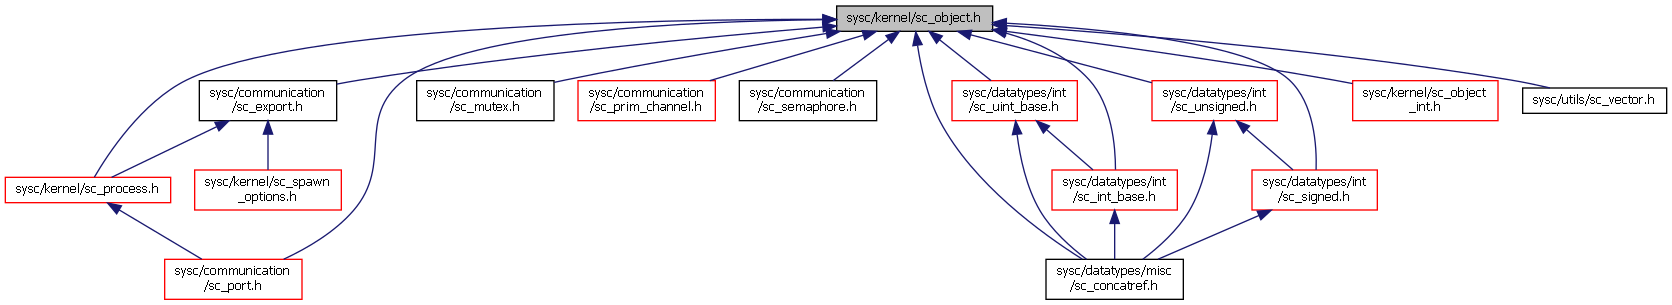 sysc/kernel/sc_object.h
sysc/communication
/sc_export.h
sysc/communication
/sc_mutex.h
sysc/communication
/sc_prim_channel.h
sysc/communication
/sc_semaphore.h
sysc/datatypes/int
/sc_uint_base.h
sysc/datatypes/int
/sc_unsigned.h
sysc/kernel/sc_object
_int.h
sysc/utils/sc_vector.h
sysc/kernel/sc_process.h
sysc/kernel/sc_spawn
_options.h
sysc/datatypes/int
/sc_int_base.h
sysc/datatypes/int
/sc_signed.h
sysc/communication
/sc_port.h
sysc/datatypes/misc
/sc_concatref.h